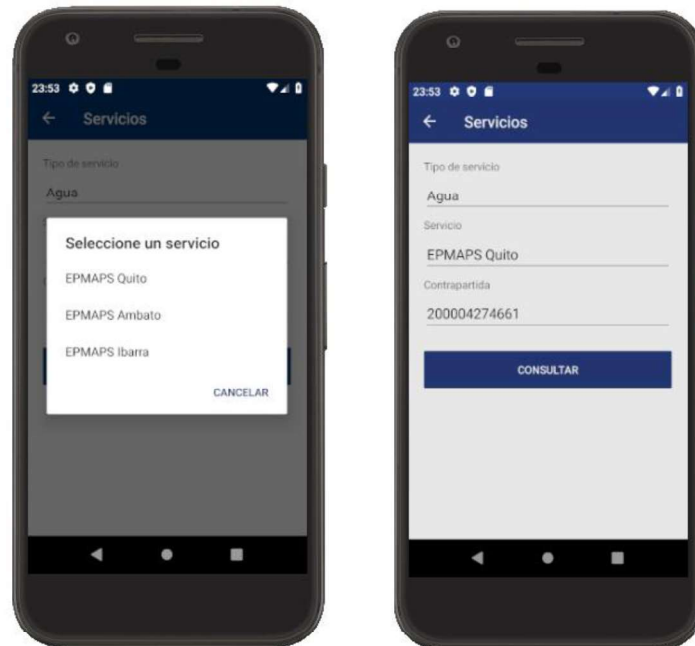 23:53
Servicios
Tipo de servicio
Agua
Seleccione un servicio
EPMAPS Quito
EPMAPS Ambato
EPMAPS Ibarra
CANCELAR
23:53
Servicios
Tipo de servicio
Agua
Servicio
EPMAPS Quito
Contrapartida
200004274661
CONSULTAR